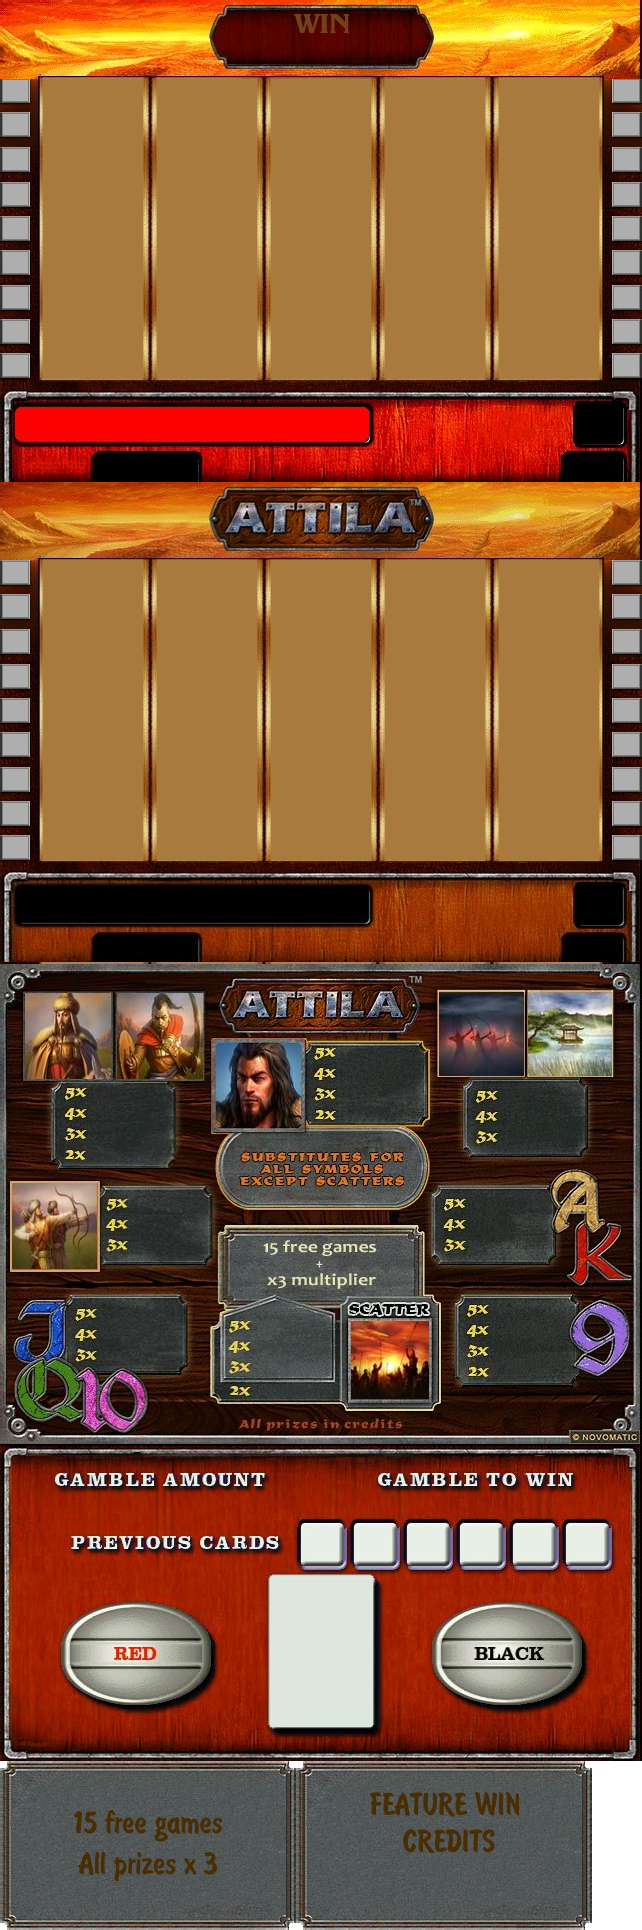 WIN
ATTILA™
ATTILA™
5x
4x
3x
2x
5x
4x
3x
2x
5x
4x
3x
SUBSTITUTES FOR
ALL SYMBOLS
EXCEPT SCATTERS
5x
4x
3x
5x
4x
3x
A
K
15 free games
+
x3 multiplier
J
Q
10
5x
4x
3x
5x
4x
3x
2x
SCATTER
5x
4x
3x
2x
9
All prizes in credits
© NOVOMATIC
GAMBLE AMOUNT
GAMBLE TO WIN
PREVIOUS CARDS
RED
BLACK
15 free games
All prizes x 3
FEATURE WIN
CREDITS